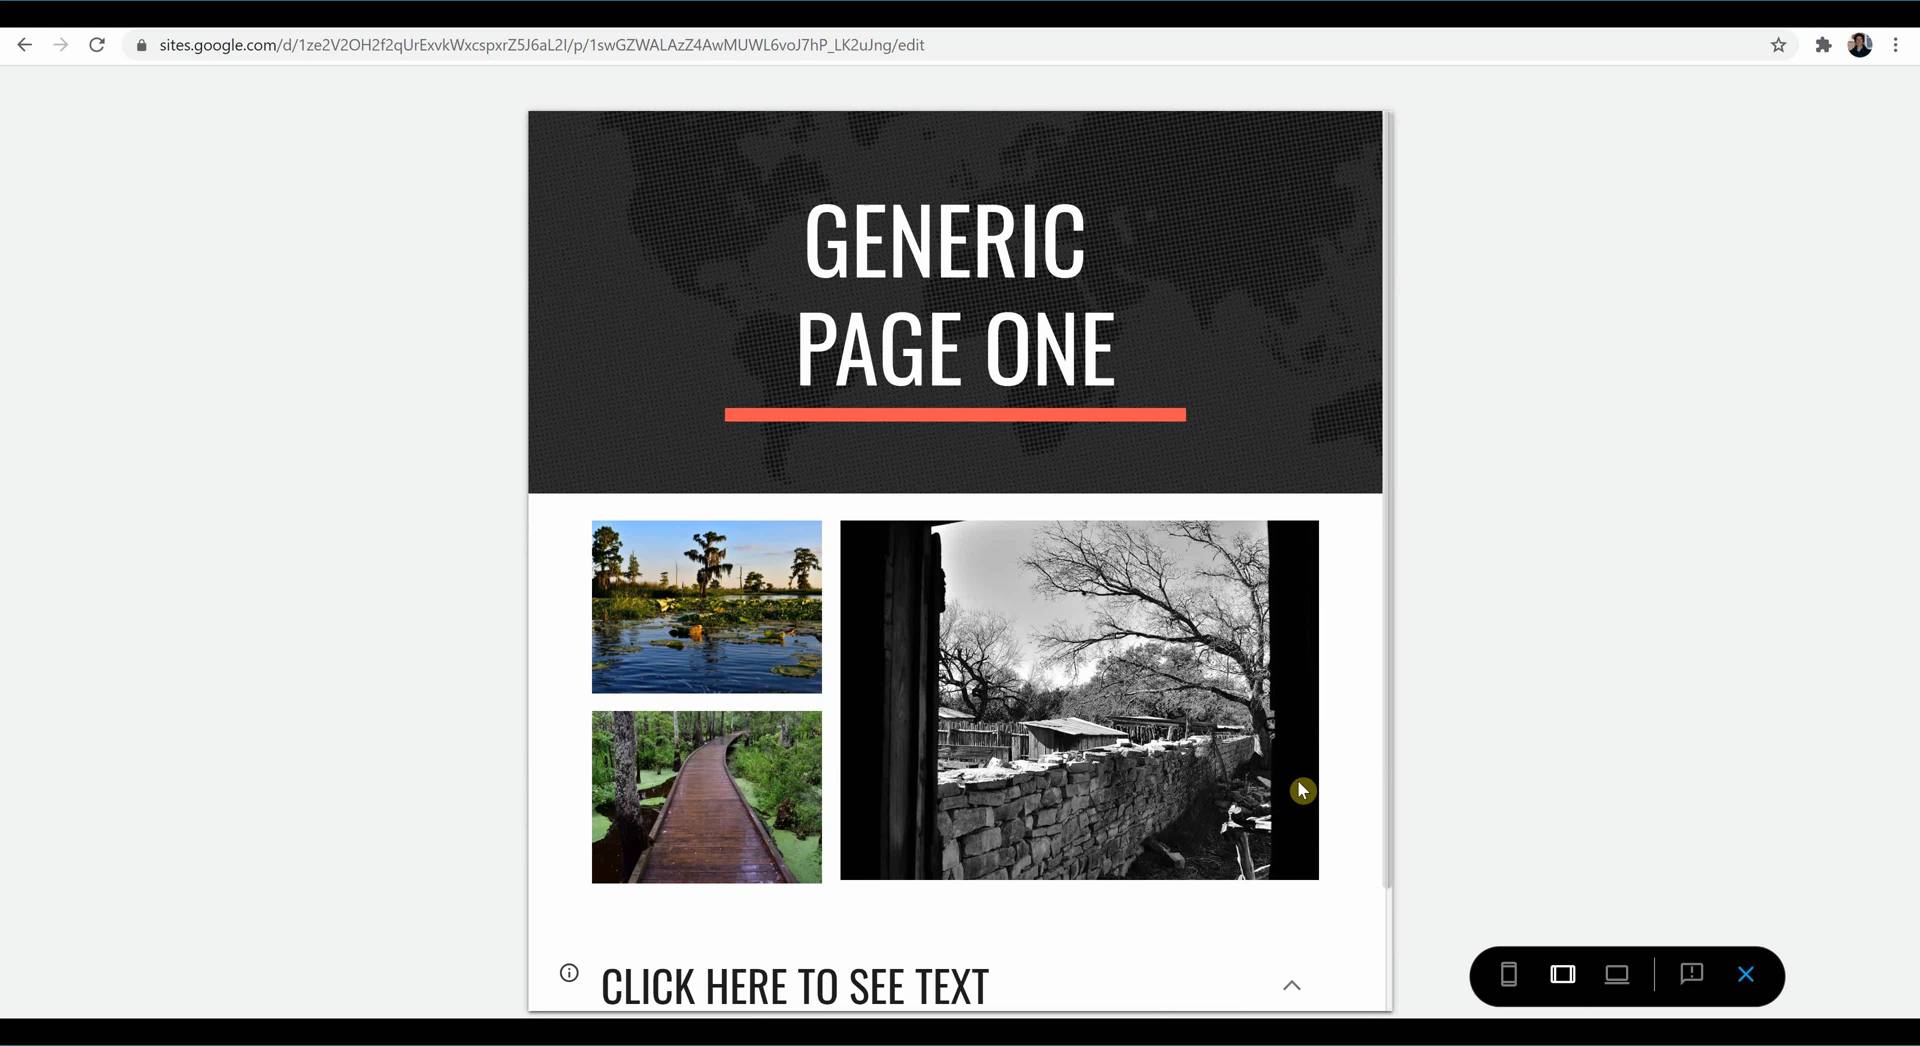 sites.google.com/d/1ze2V2OH2f2qUrExvkWxcspxrZ5J6aL2I/p/1swGZWALAzZ4AwMUWL6voJ7hP_LK2uJng/edit
GENERIC
PAGE ONE
CLICK HERE TO SEE TEXT